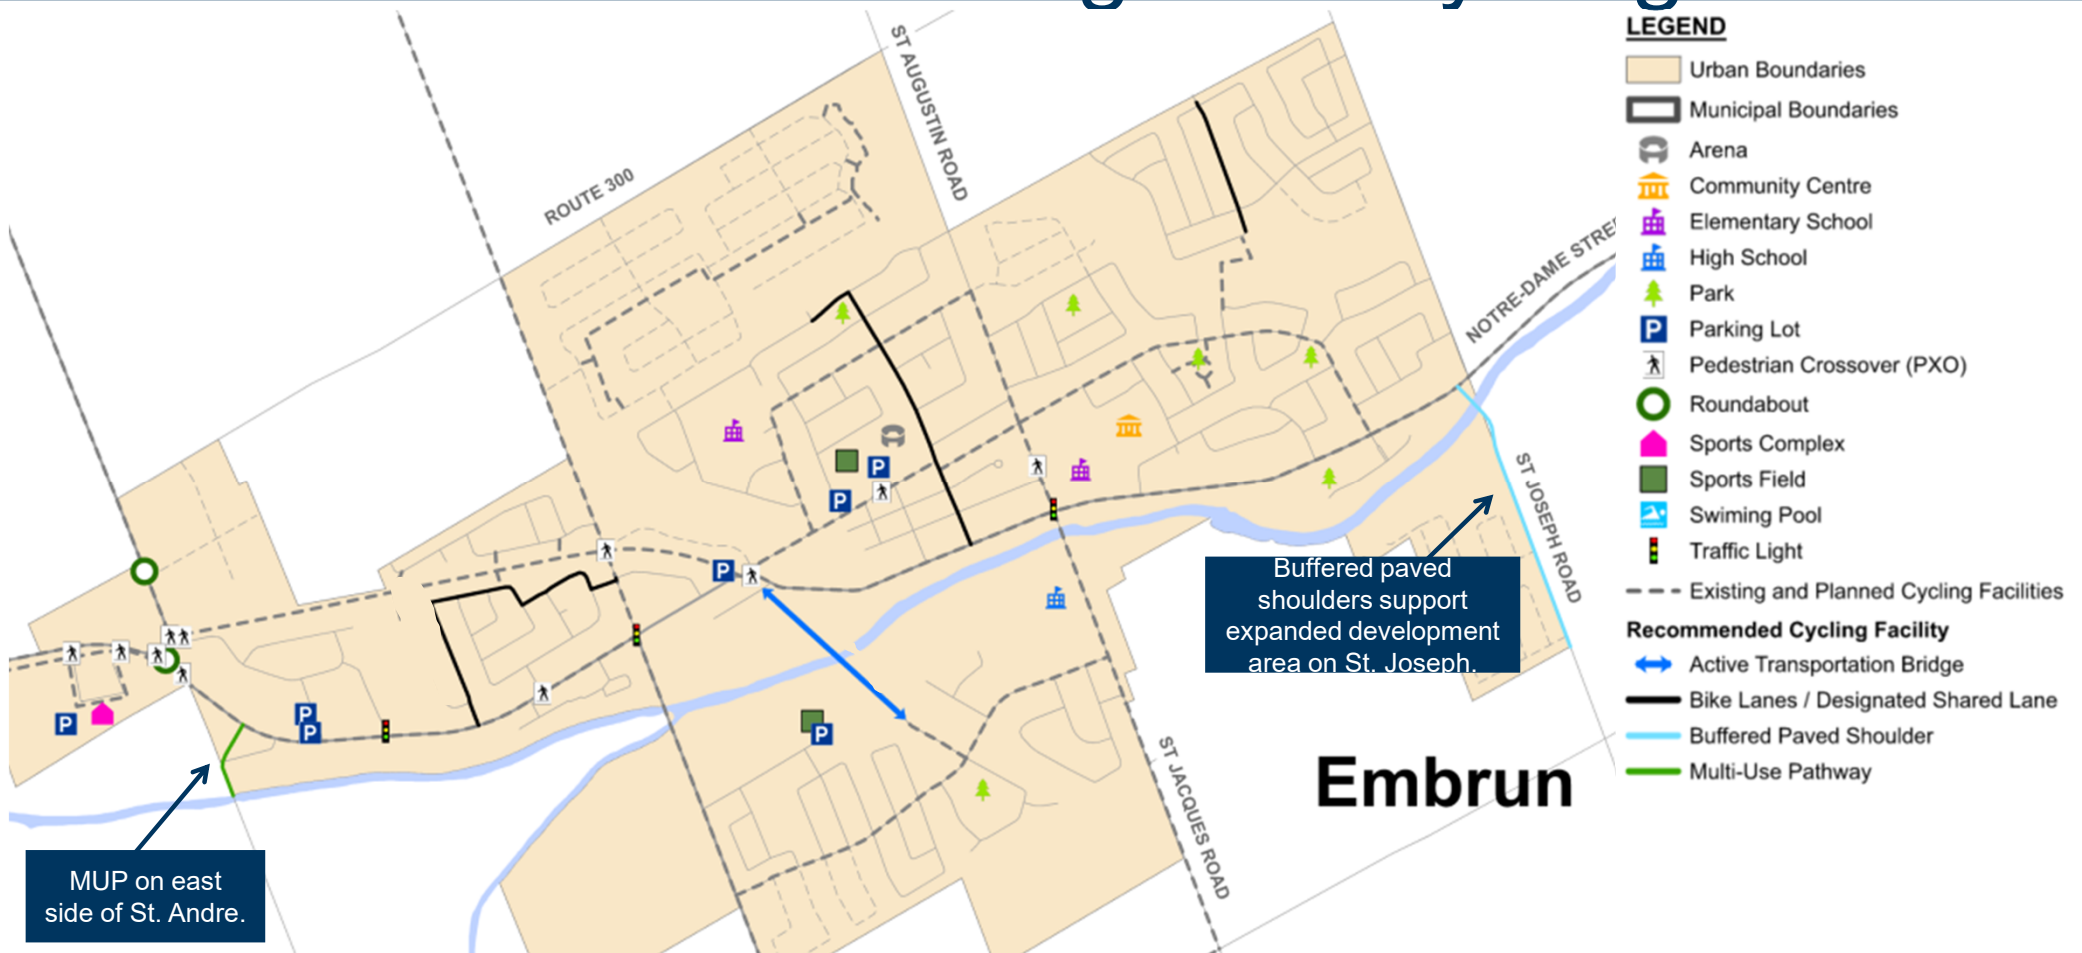 ROUTE 300
ST AUGUSTIN ROAD
NOTRE-DAME STREE
ST JOSEPH ROAD
ST JACQUES ROAD
Buffered paved
shoulders support
expanded development
area on St. Joseph.
MUP on east
side of St. Andre.
Embrun
P
P
P
P
P
P
P
LEGEND
Urban Boundaries
Municipal Boundaries
Arena
Community Centre
Elementary School
High School
Park
P Parking Lot
Pedestrian Crossover (PXO)
Roundabout
Sports Complex
Sports Field
Swiming Pool
Traffic Light
Existing and Planned Cycling Facilities
Recommended Cycling Facility
Active Transportation Bridge
Bike Lanes / Designated Shared Lane
Buffered Paved Shoulder
Multi-Use Pathway